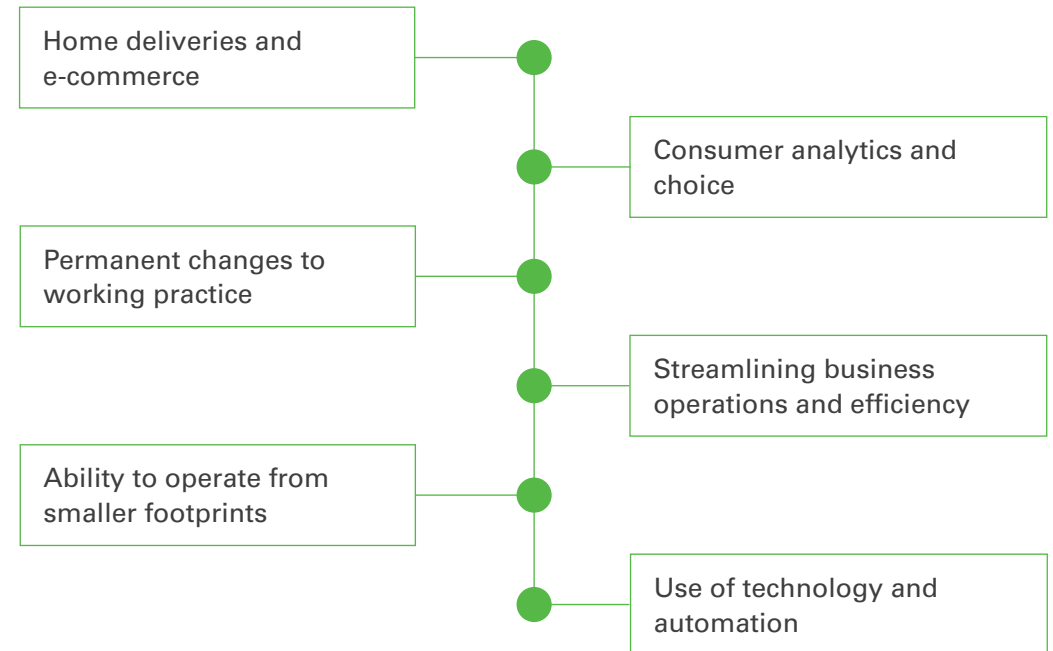 Home deliveries and
e-commerce
Consumer analytics and
choice
Permanent changes to
working practice
Streamlining business
operations and efficiency
Ability to operate from
smaller footprints
Use of technology and
automation